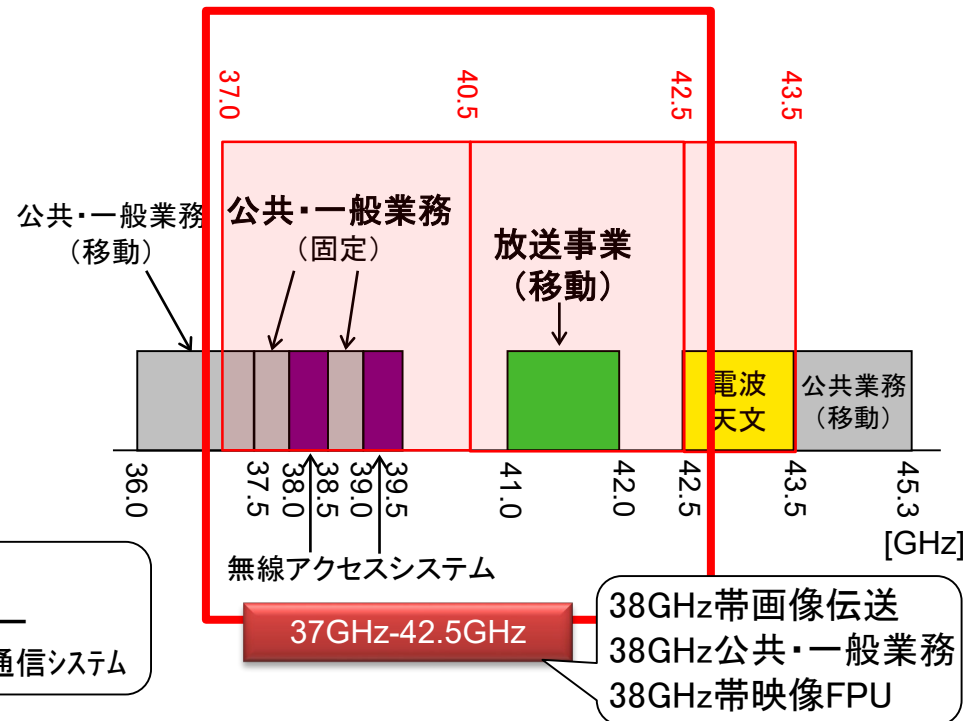 37.0
40.5
42.5
43.5
公共・一般業務
（移動）
公共・一般業務
（固定）
放送事業
（移動）
電波
天文
公共業務
（移動）
36.0
37.5
38.0
38.5
39.0
39.5
41.0
42.0
42.5
43.5
45.3
[GHz]
無線アクセスシステム
ー
通信システム
37GHz-42.5GHz
38GHz帯画像伝送
38GHz公共・一般業務
38GHz帯映像FPU